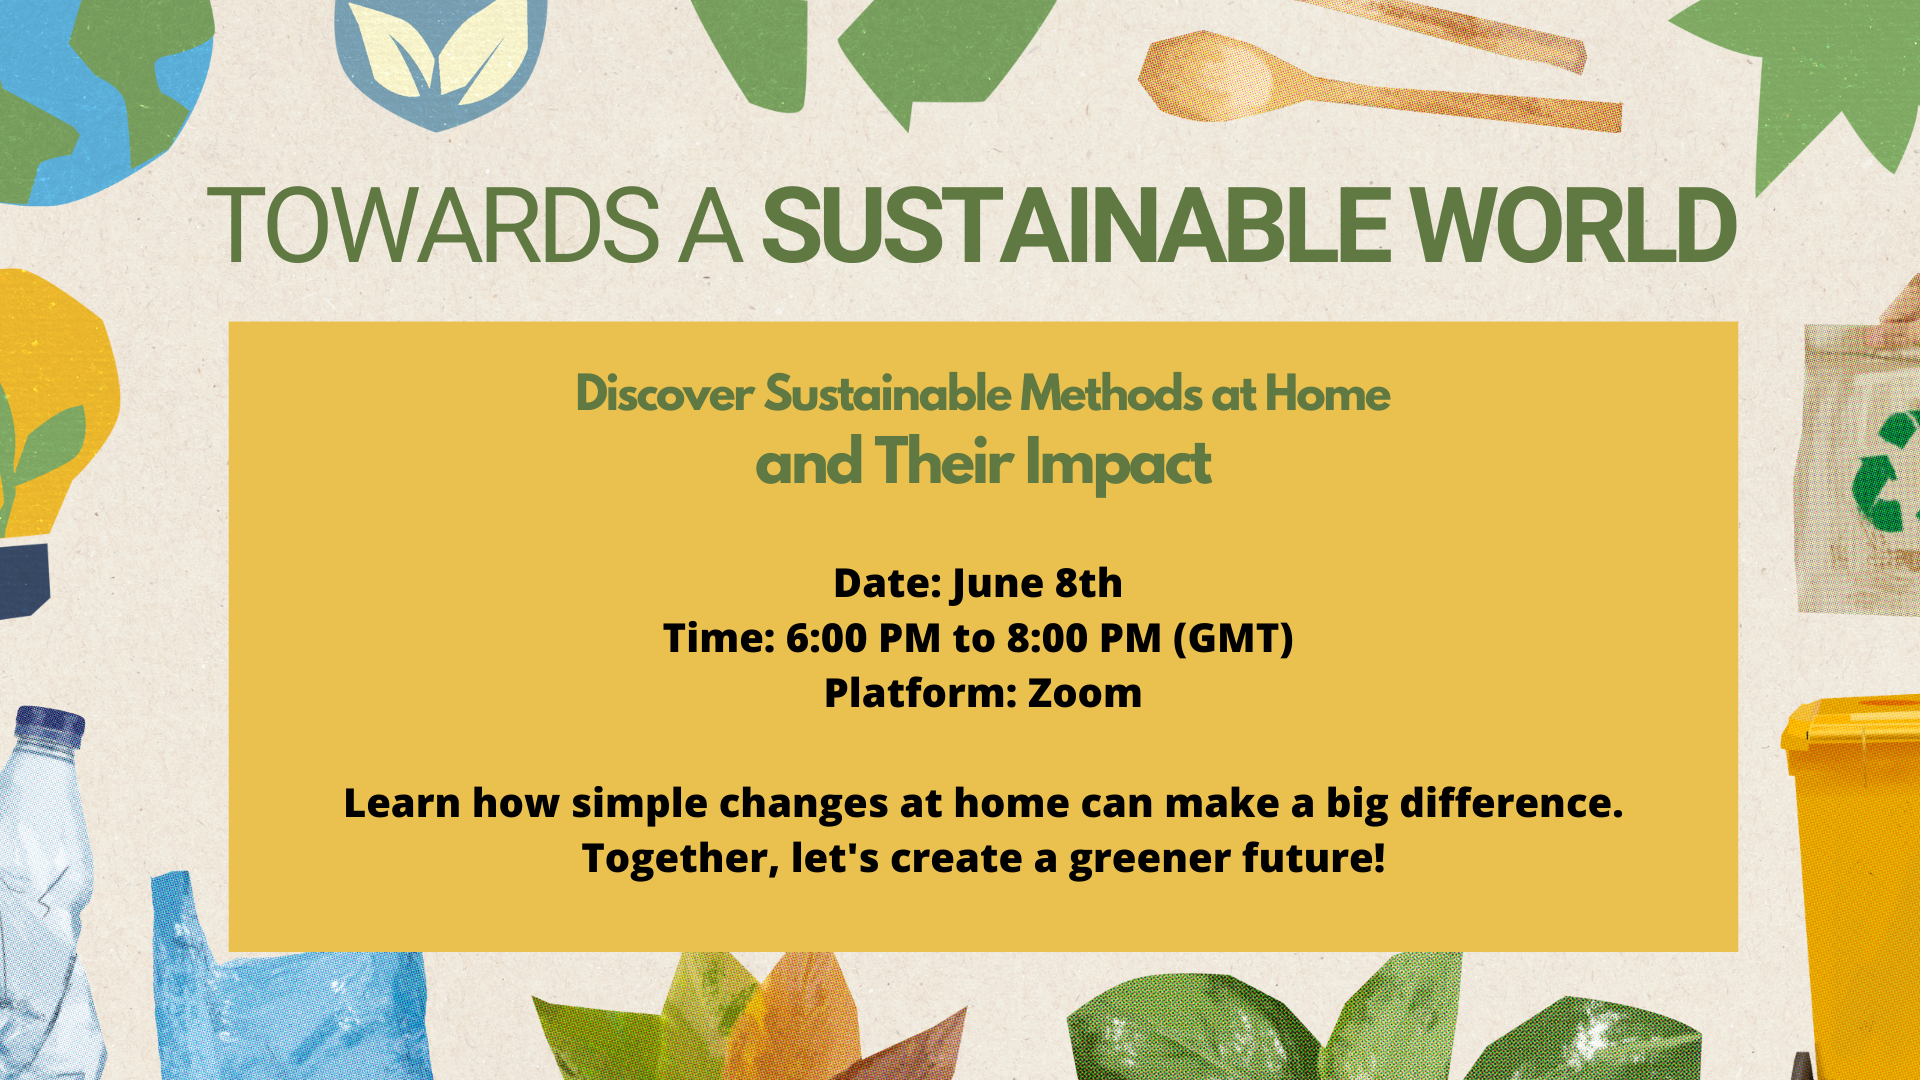 TOWARDS A SUSTAINABLE WORLD
Discover Sustainable Methods at Home
and Their Impact
Date: June 8th
Time: 6:00 PM to 8:00 PM (GMT)
Platform: Zoom
Learn how simple changes at home can make a big difference.
Together, let's create a greener future!